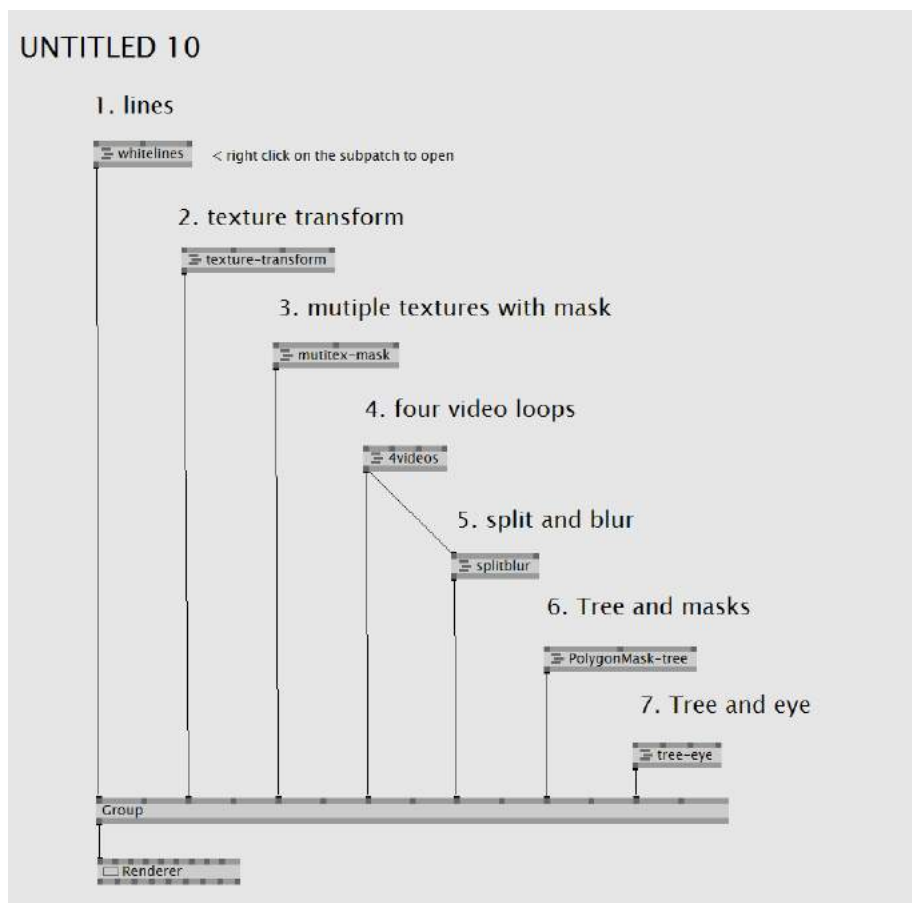 UNTITLED 10
1. lines
whitelines
< right click on the subpatch to open
2. texture transform
texture-transform
3. mutiple textures with mask
mutitex-mask
4. four video loops
4videos
5. split and blur
splitblur
6. Tree and masks
PolygonMask-tree
7. Tree and eye
tree-eye
Group
Renderer